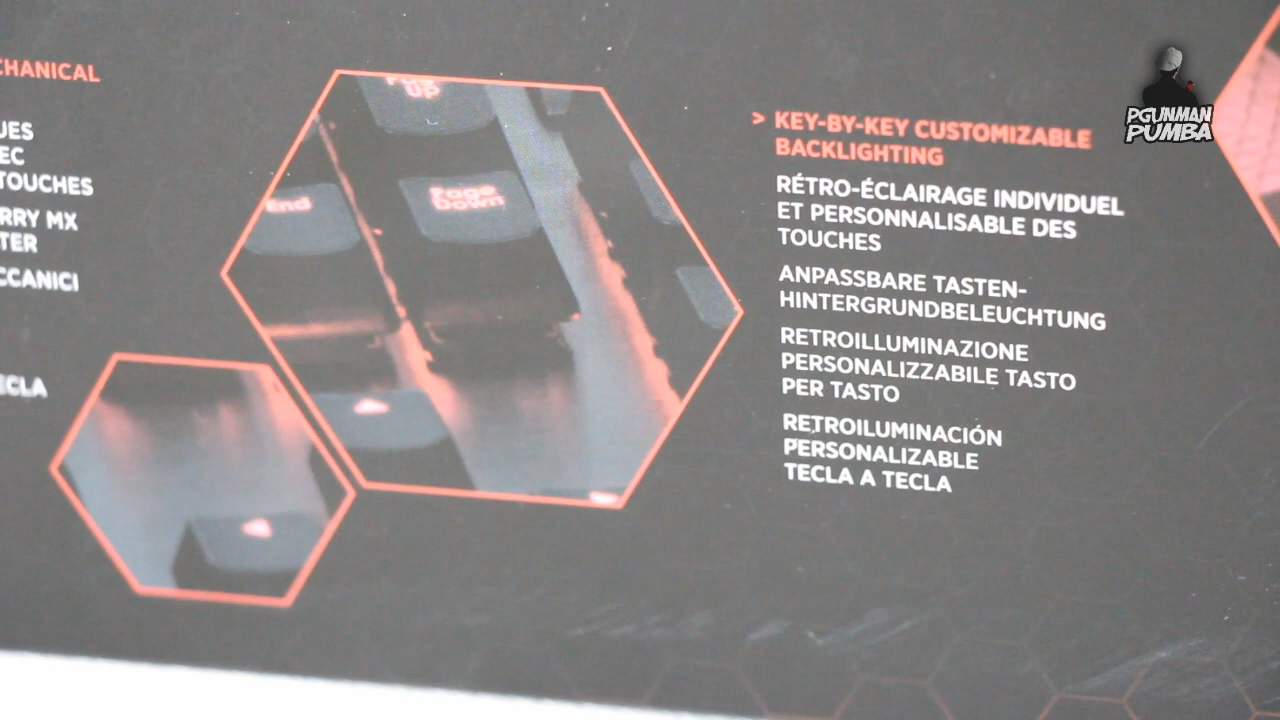 CHANICAL
UES
EC
TOUCHES
RRY MX
TER
CCANICI
ECLA
UP
End
Page
Down
> KEY-BY-KEY CUSTOMIZABLE
BACKLIGHTING
RÉTRO-ÉCLAIRAGE INDIVIDUEL
ET PERSONNALISABLE DES
TOUCHES
ANPASSBARE TASTEN-
HINTERGRUNDBELEUCHTUNG
RETROILLUMINAZIONE
PERSONALIZZABILE TASTO
PER TASTO
RETROILUMINACIÓN
PERSONALIZABLE
TECLA A TECLA
PGUNMAN
PUMBA